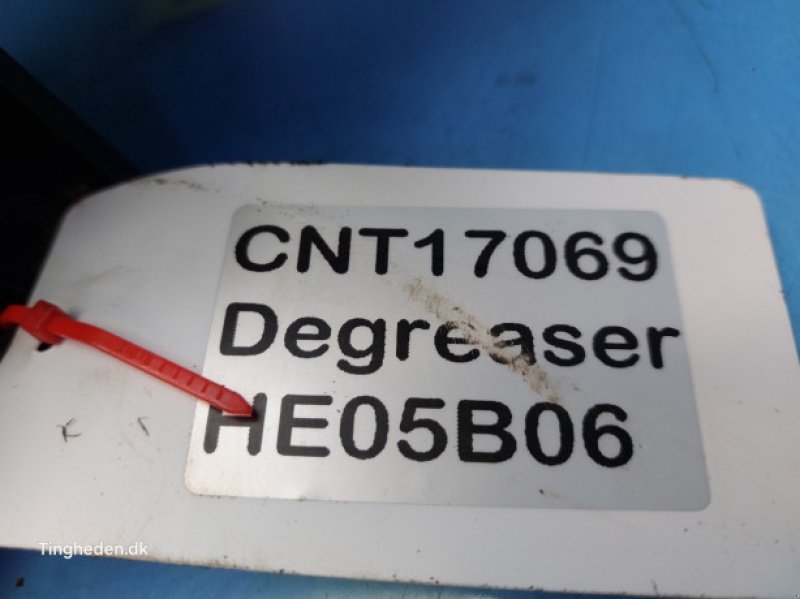 CNT17069
Degreaser
HE05B06
Tingheden.dk